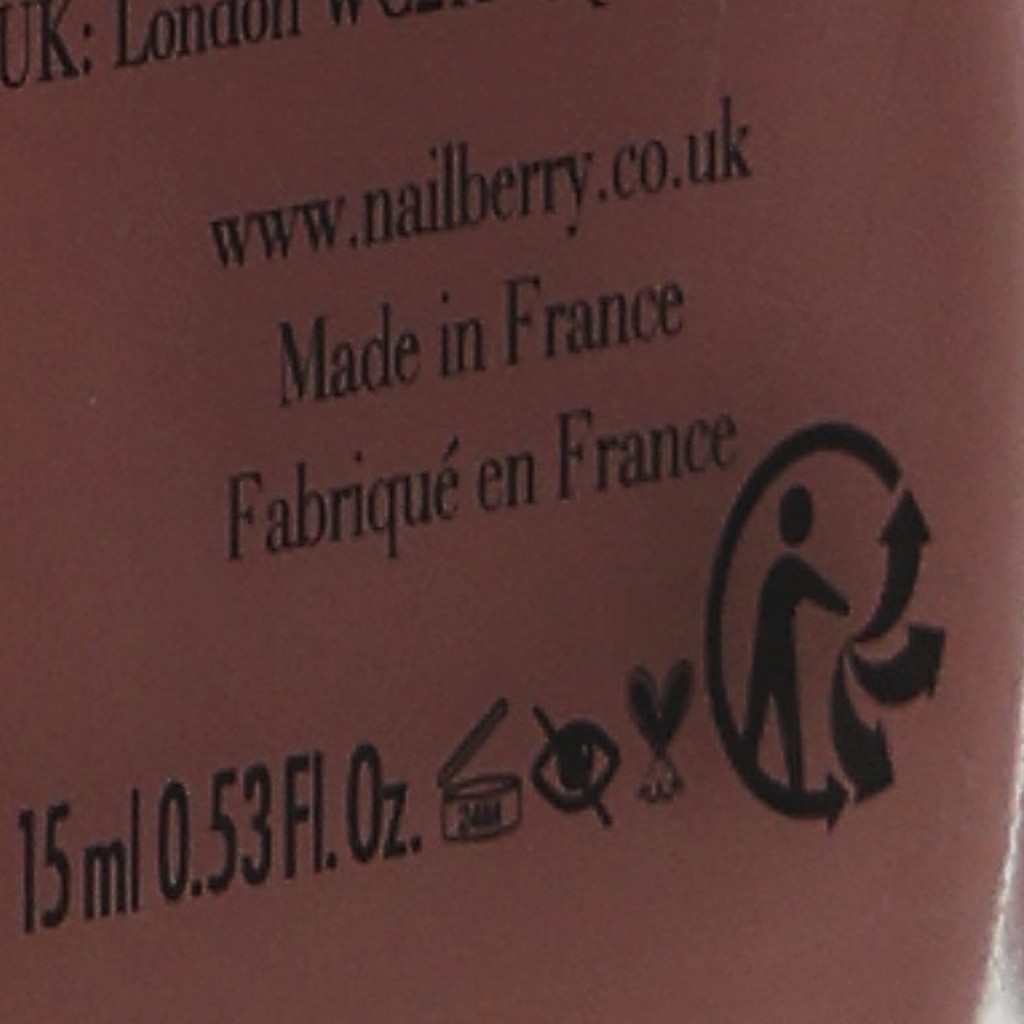 UK: London
www.nailberry.co.uk
Made in France
Fabriqué en France
15 ml 0.53 Fl. Oz.
24M